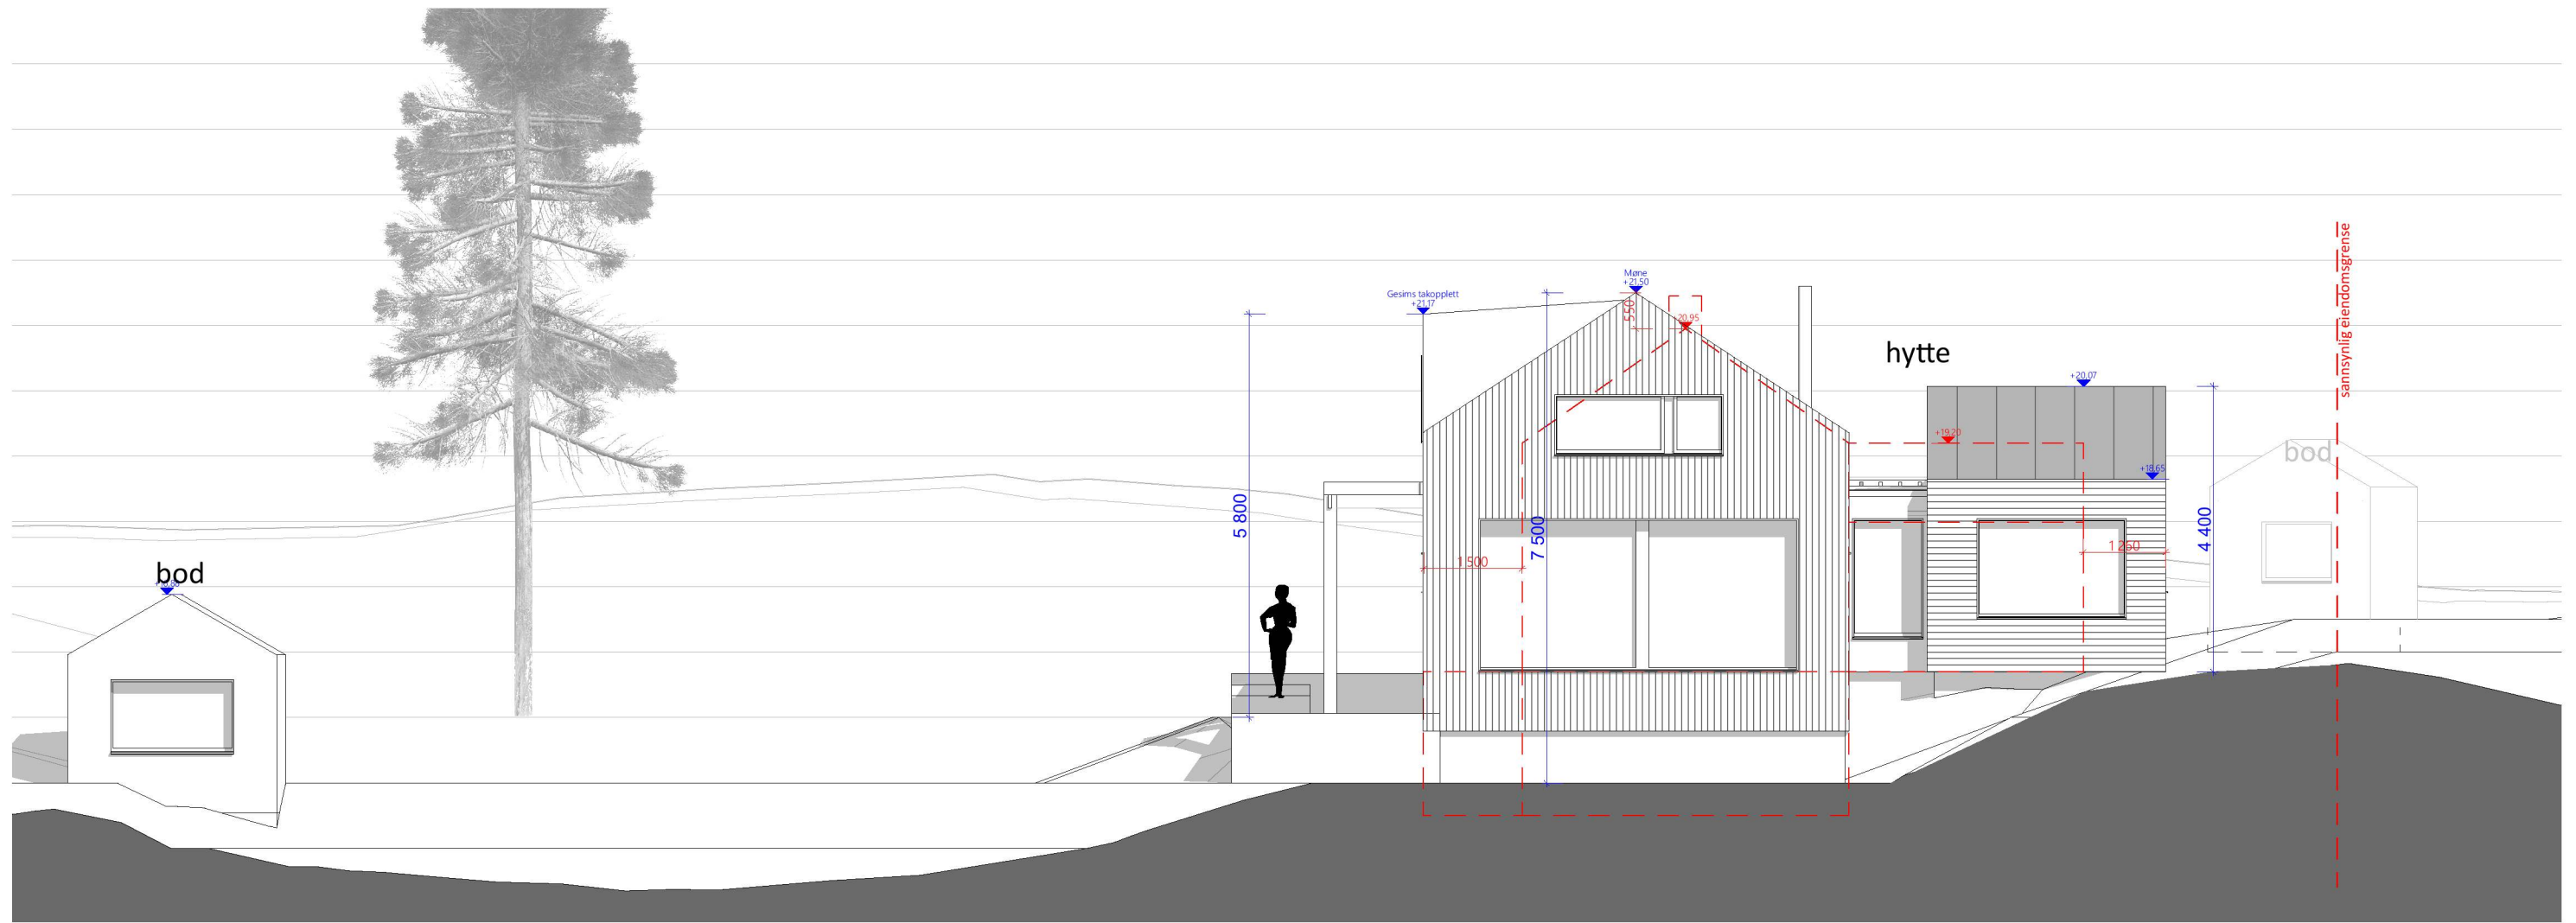 sannsynlig eiendomsgrense
Møne
+21.50
Gesims takopplett
+21,17
550
20,95
hytte
+20.07
+19,20
bod
+18,65
5 800
7 500
4 400
1 500
1 260
bod